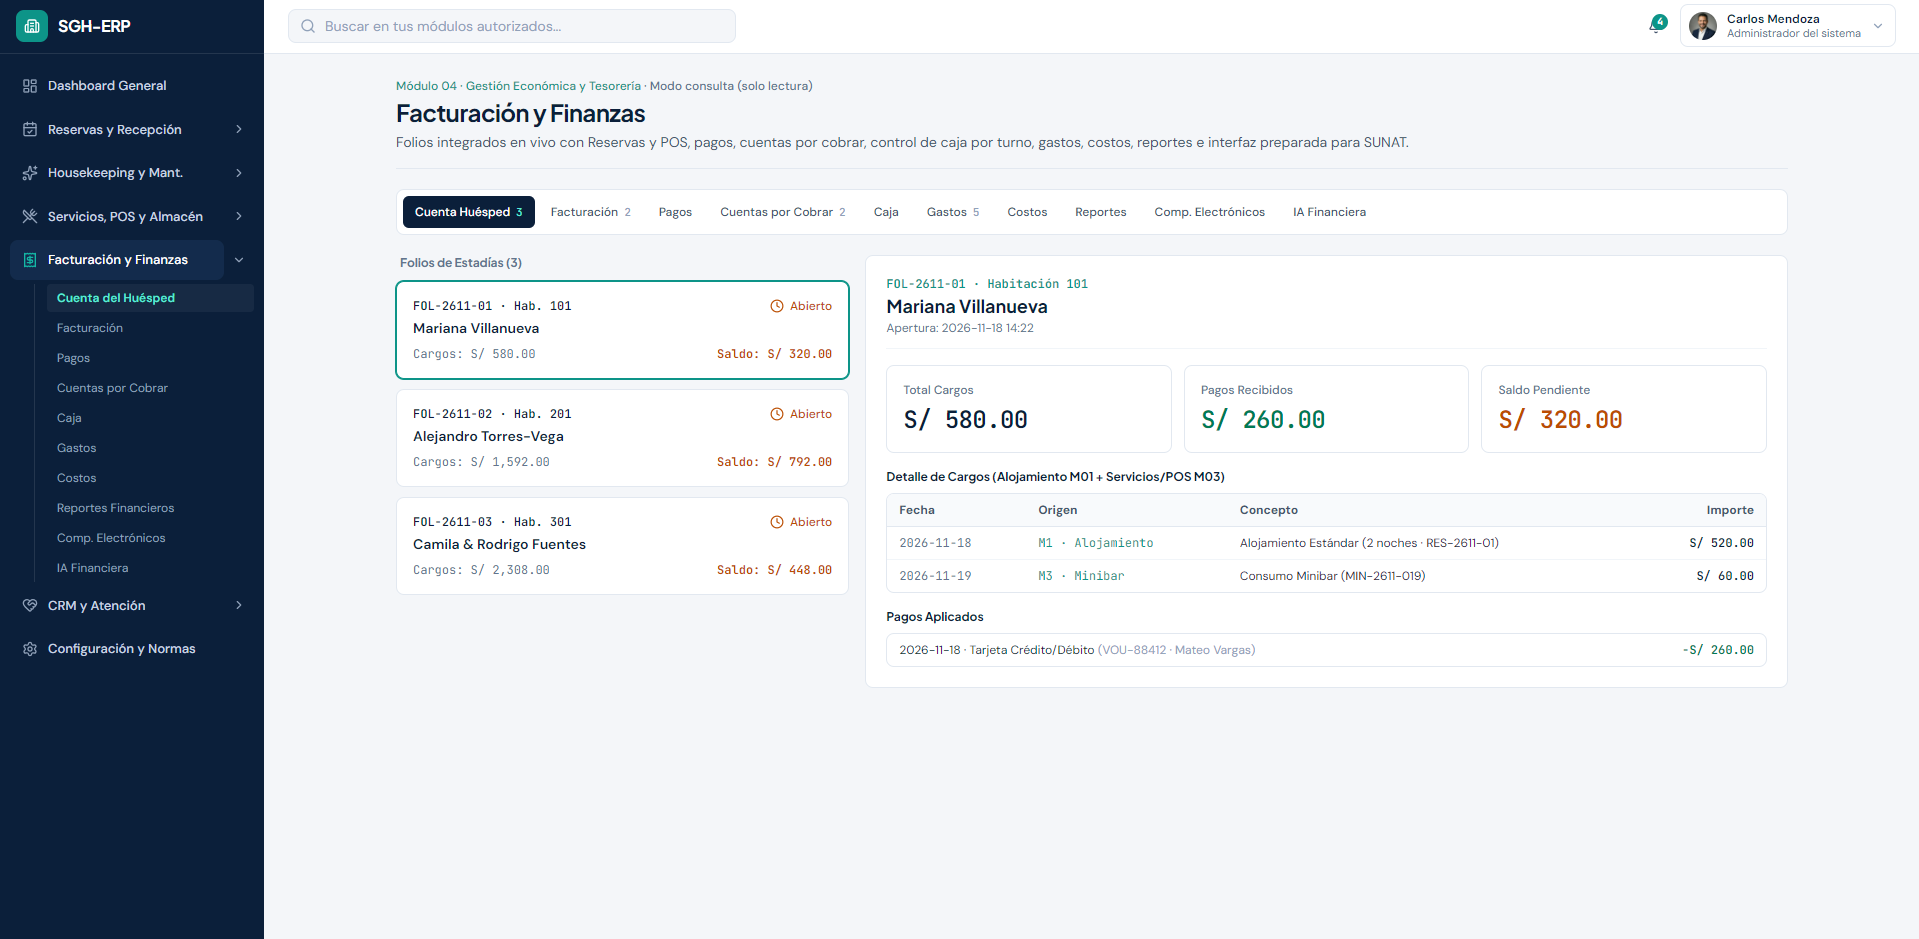 SGH-ERP
Dashboard General
Reservas y Recepción
Housekeeping y Mant.
Servicios, POS y Almacén
Facturación y Finanzas
Cuenta del Huésped
Facturación
Pagos
Cuentas por Cobrar
Caja
Gastos
Costos
Reportes Financieros
Comp. Electrónicos
IA Financiera
CRM y Atención
Configuración y Normas
Buscar en tus módulos autorizados...
4
Carlos Mendoza
Administrador del sistema
Módulo 04 · Gestión Económica y Tesorería · Modo consulta (solo lectura)
Facturación y Finanzas
Folios integrados en vivo con Reservas y POS, pagos, cuentas por cobrar, control de caja por turno, gastos, costos, reportes e interfaz preparada para SUNAT.
Cuenta Huésped 3 Facturación 2 Pagos Cuentas por Cobrar 2 Caja Gastos 5 Costos Reportes Comp. Electrónicos IA Financiera
Folios de Estadías (3)
FOL-2611-01 · Hab. 101 Abierto
Mariana Villanueva
Cargos: S/ 580.00 Saldo: S/ 320.00
FOL-2611-02 · Hab. 201 Abierto
Alejandro Torres-Vega
Cargos: S/ 1,592.00 Saldo: S/ 792.00
FOL-2611-03 · Hab. 301 Abierto
Camila & Rodrigo Fuentes
Cargos: S/ 2,308.00 Saldo: S/ 448.00
FOL-2611-01 · Habitación 101
Mariana Villanueva
Apertura: 2026-11-18 14:22
Total Cargos
S/ 580.00
Pagos Recibidos
S/ 260.00
Saldo Pendiente
S/ 320.00
Detalle de Cargos (Alojamiento M01 + Servicios/POS M03)
Fecha Origen Concepto Importe
2026-11-18 M1 · Alojamiento Alojamiento Estándar (2 noches · RES-2611-01) S/ 520.00
2026-11-19 M3 · Minibar Consumo Minibar (MIN-2611-019) S/ 60.00
Pagos Aplicados
2026-11-18 · Tarjeta Crédito/Débito (VOU-88412 · Mateo Vargas) -S/ 260.00